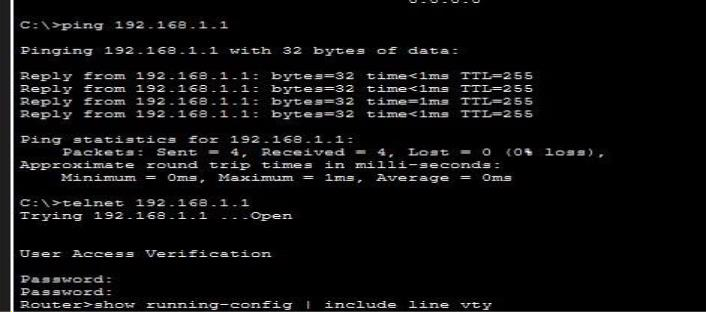 0.0.0.0
C:\>ping 192.168.1.1
Pinging 192.168.1.1 with 32 bytes of data:
Reply from 192.168.1.1: bytes=32 time<1ms TTL=255
Reply from 192.168.1.1: bytes=32 time<1ms TTL=255
Reply from 192.168.1.1: bytes=32 time=1ms TTL=255
Reply from 192.168.1.1: bytes=32 time<1ms TTL=255
Ping statistics for 192.168.1.1:
Packets: Sent = 4, Received = 4, Lost = 0 (0% loss),
Approximate round trip times in milli-seconds:
Minimum = 0ms, Maximum = 1ms, Average = 0ms
C:\>telnet 192.168.1.1
Trying 192.168.1.1 ...Open
User Access Verification
Password:
Password:
Router>show running-config | include line vty